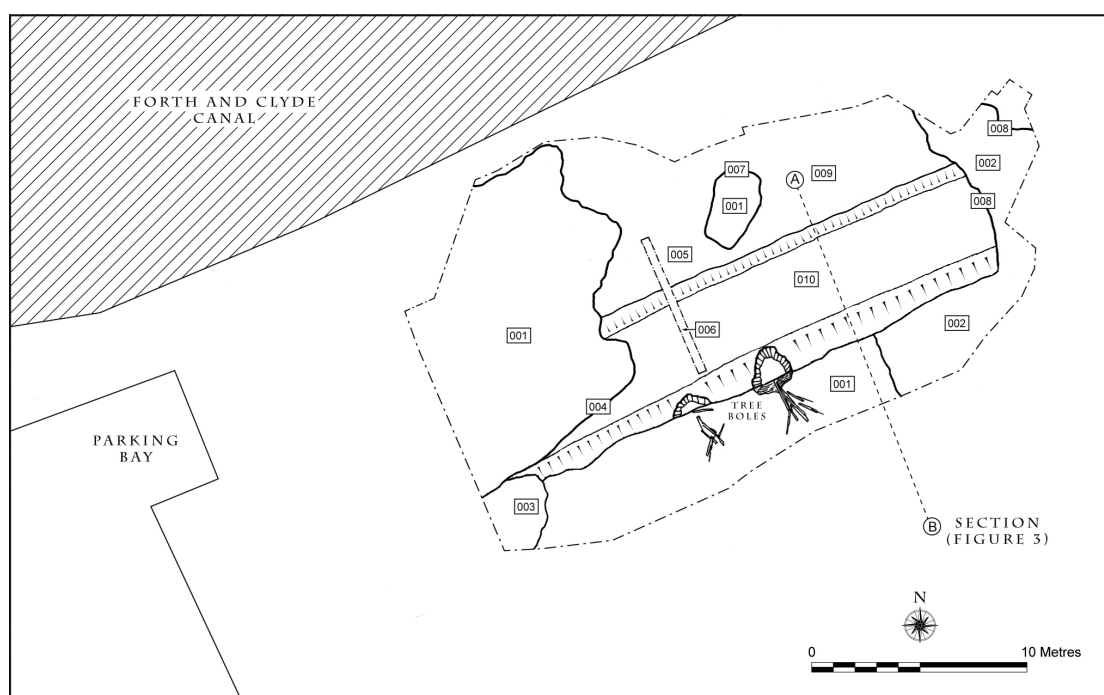 FORTH AND CLYDE
CANAL
008
007
A
009
002
001
008
005
010
006
002
001
001
004
TREE
BOLES
PARKING
BAY
003
B
SECTION
(FIGURE 3)
N
0
10 Metres